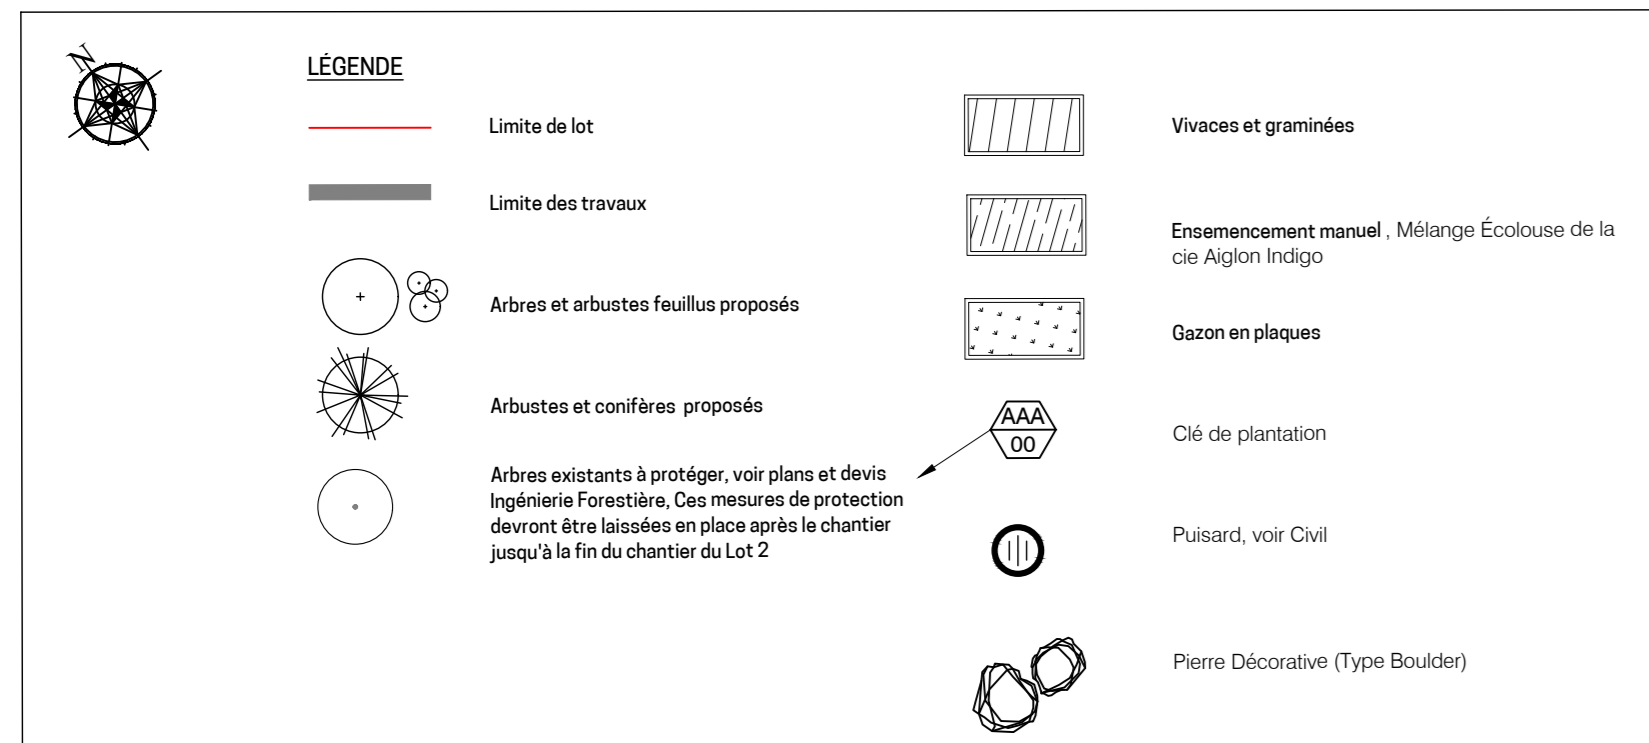 N
LÉGENDE
Limite de lot
Limite des travaux
Arbres et arbustes feuillus proposés
Arbustes et conifères proposés
Arbres existants à protéger, voir plans et devis
Ingénierie Forestière, Ces mesures de protection
devront être laissées en place après le chantier
jusqu'à la fin du chantier du Lot 2
Vivaces et graminées
Ensemencement manuel , Mélange Écolouse de la
cie Aiglon Indigo
Gazon en plaques
AAA
00
Clé de plantation
Puisard, voir Civil
Pierre Décorative (Type Boulder)